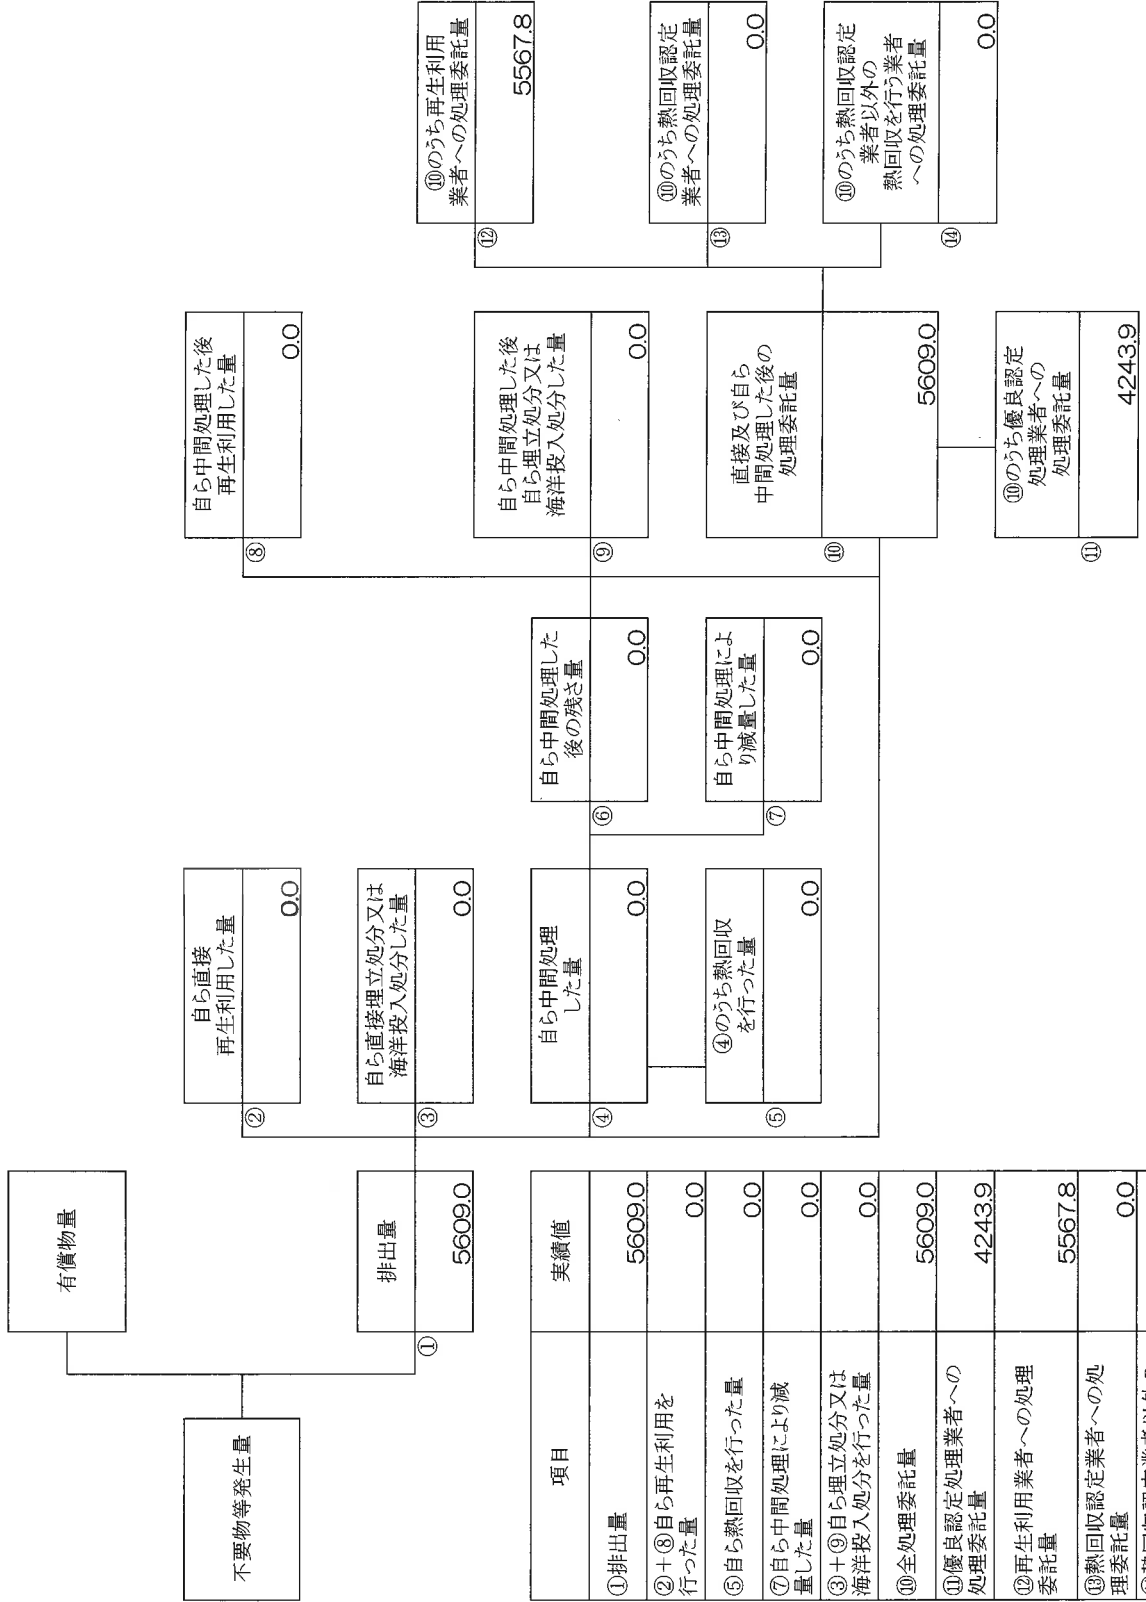 有償物量
不要物等発生量
排出量
①
5609.0
自ら直接
再生利用した量
②
0.0
自ら直接埋立処分又は
海洋投入処分した量
③
0.0
自ら中間処理
した量
④
0.0
④のうち熱回収
を行った量
⑤
0.0
自ら中間処理した
後の残さ量
⑥
0.0
自ら中間処理によ
り減量した量
⑦
0.0
自ら中間処理した後
再生利用した量
⑧
0.0
自ら中間処理した後
自ら埋立処分又は
海洋投入処分した量
⑨
0.0
直接及び自ら
中間処理した後の
処理委託量
⑩
5609.0
⑩のうち優良認定
処理業者への
処理委託量
⑪
4243.9
⑩のうち再生利用
業者への処理委託量
⑫
5567.8
⑩のうち熱回収認定
業者への処理委託量
⑬
0.0
⑩のうち熱回収認定
業者以外の
熱回収を行う業者
への処理委託量
⑭
0.0
項目 実績値
①排出量 5609.0
②+⑧自ら再生利用を
行った量 0.0
⑤自ら熱回収を行った量 0.0
⑦自ら中間処理により減
量した量 0.0
③+⑨自ら埋立処分又は
海洋投入処分を行った量 0.0
⑩全処理委託量 5609.0
⑪優良認定処理業者への
処理委託量 4243.9
⑫再生利用業者への処理
委託量 5567.8
⑬熱回収認定業者への処
理委託量 0.0